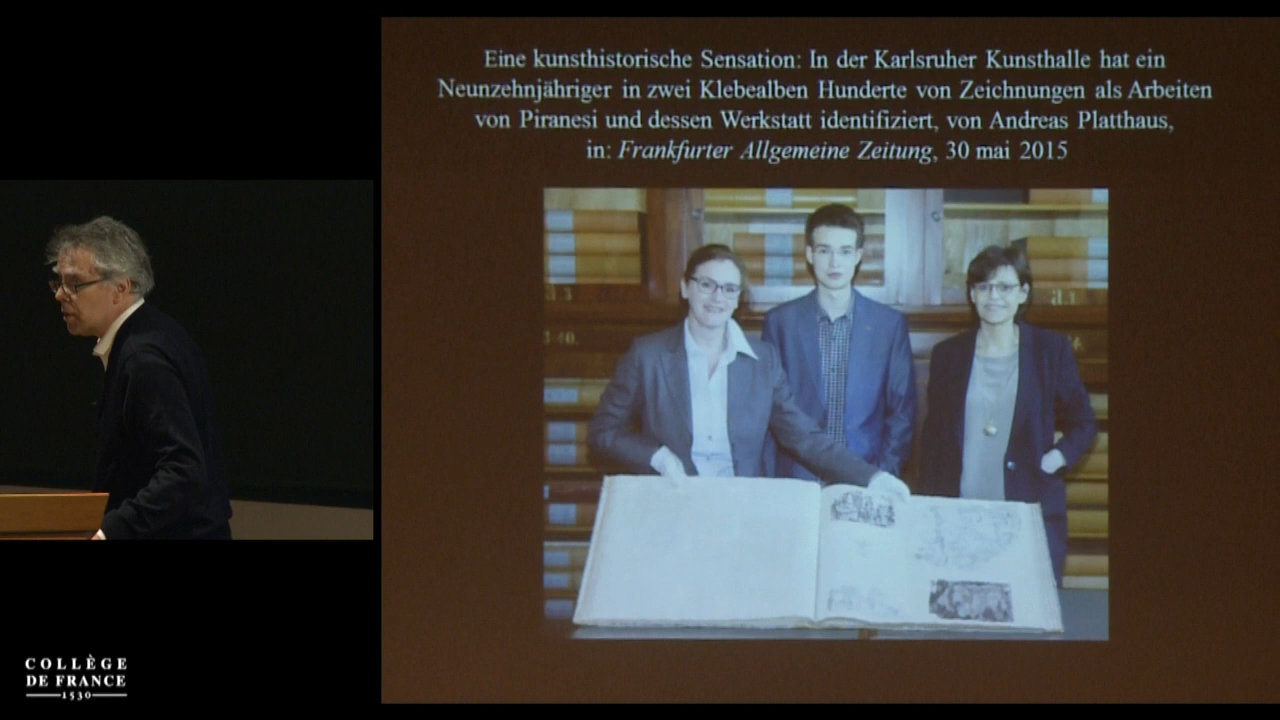 Eine kunsthistorische Sensation: In der Karlsruher Kunsthalle hat ein
Neunzehnjähriger in zwei Klebealben Hunderte von Zeichnungen als Arbeiten
von Piranesi und dessen Werkstatt identifiziert, von Andreas Platthaus,
in: Frankfurter Allgemeine Zeitung, 30 mai 2015
COLLÈGE
DE FRANCE
1530